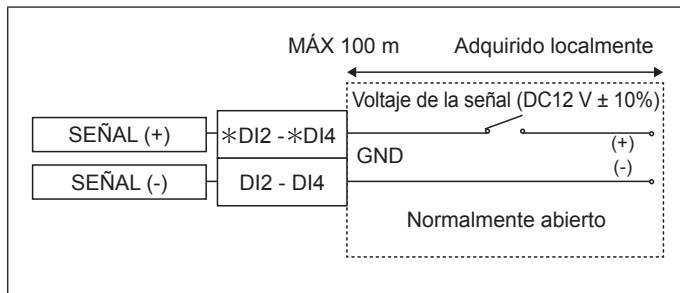 MÁX 100 m Adquirido localmente
Voltaje de la señal (DC12 V ± 10%)
SEÑAL (+) ＊DI2 -＊DI4 (+)
GND
(-)
SEÑAL (-) DI2 - DI4
Normalmente abierto